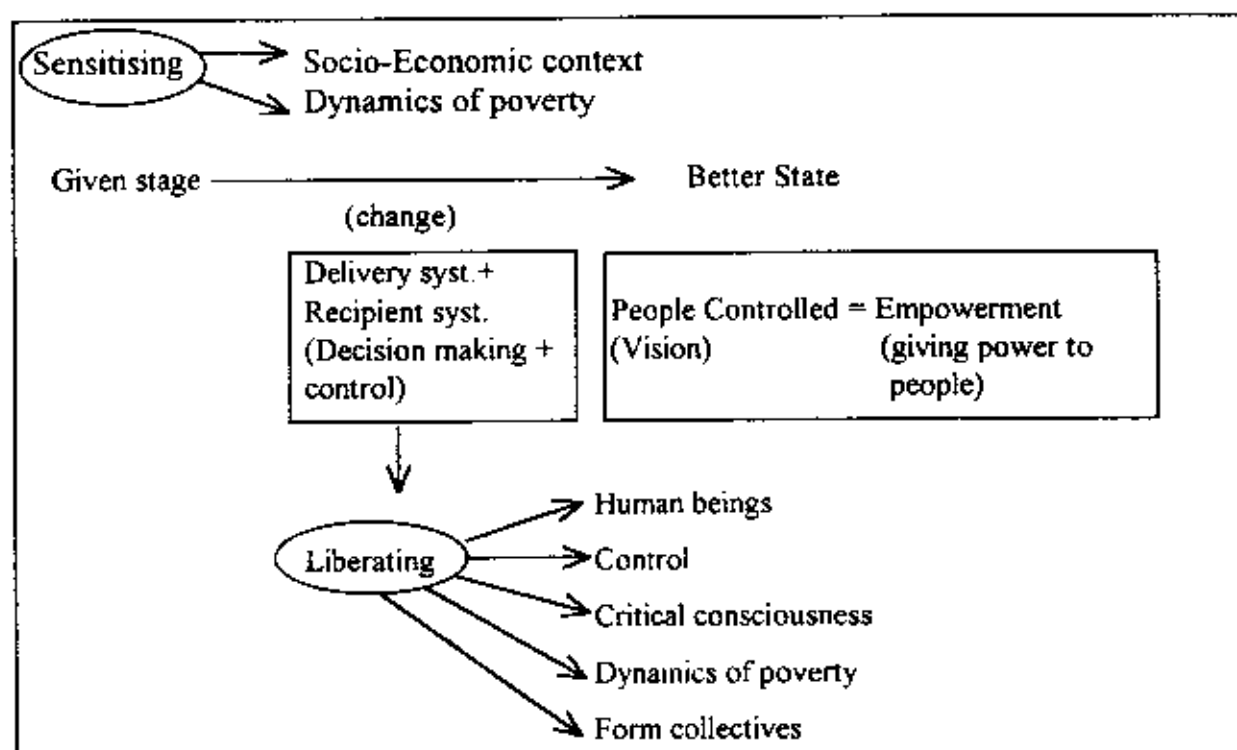 Sensitising
Socio-Economic context
Dynamics of poverty
Given stage
Better State
(change)
Delivery syst.+
Recipient syst.
(Decision making +
control)
People Controlled = Empowerment
(Vision) (giving power to
people)
Liberating
Human beings
Control
Critical consciousness
Dynamics of poverty
Form collectives